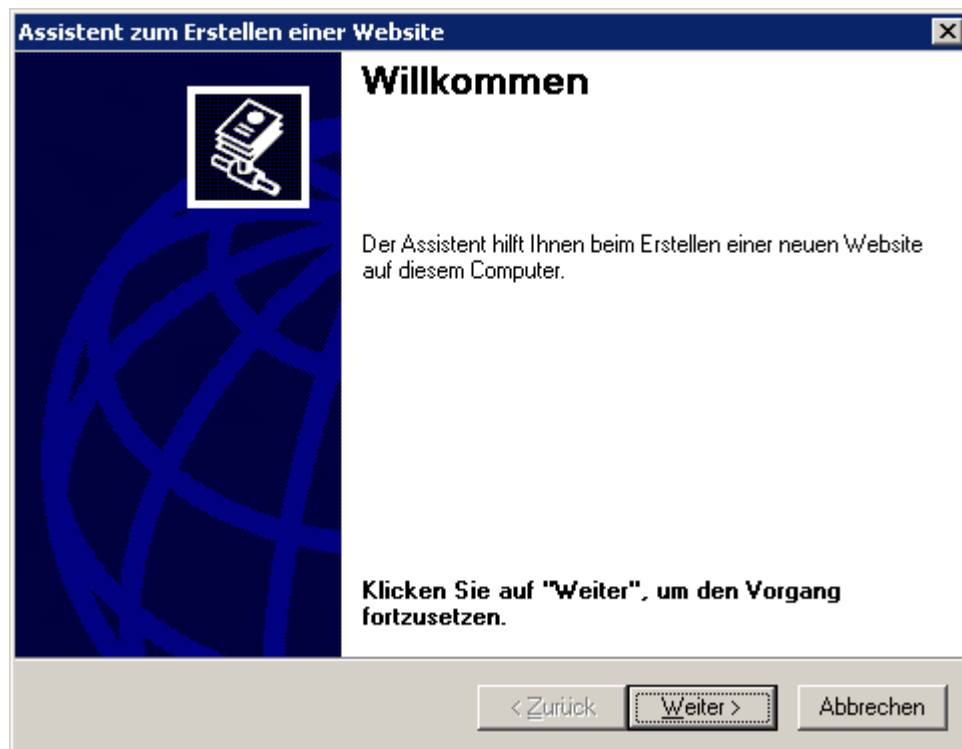 Assistent zum Erstellen einer Website
Willkommen
Der Assistent hilft Ihnen beim Erstellen einer neuen Website
auf diesem Computer.
Klicken Sie auf "Weiter", um den Vorgang
fortzusetzen.
< Zurück Weiter > Abbrechen